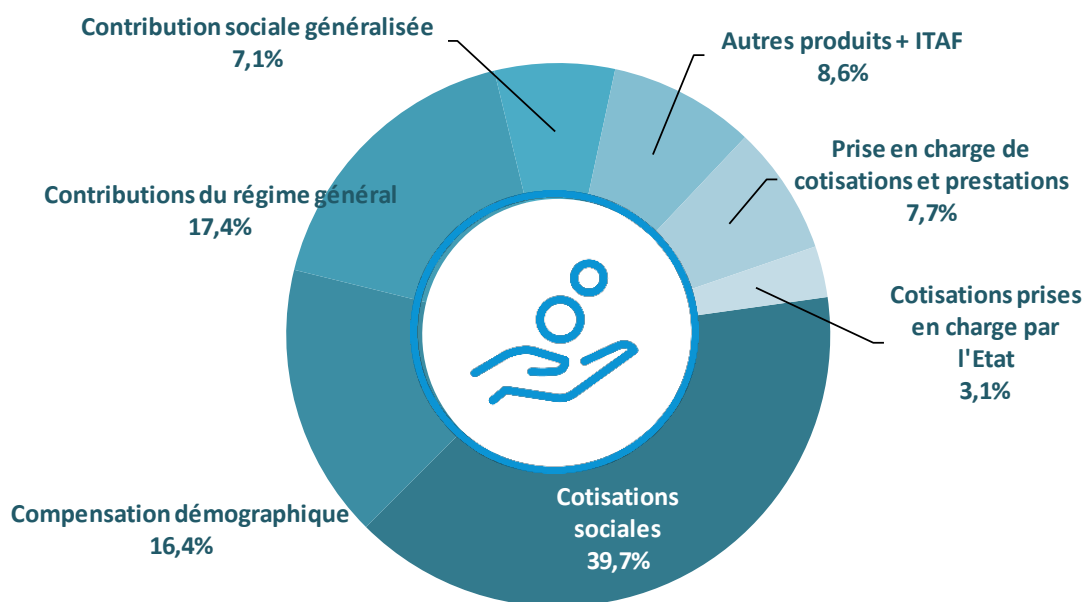 Contribution sociale généralisée
7,1%
Autres produits + ITAF
8,6%
Prise en charge de
cotisations et prestations
7,7%
Contributions du régime général
17,4%
Cotisations prises
en charge par
l'Etat
3,1%
Compensation démographique
16,4%
Cotisations
sociales
39,7%